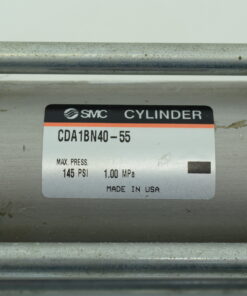 SMC CYLINDER
CDA1BN40-55
MAX PRESS.
145 PSI 1.00 MPa
MADE IN USA